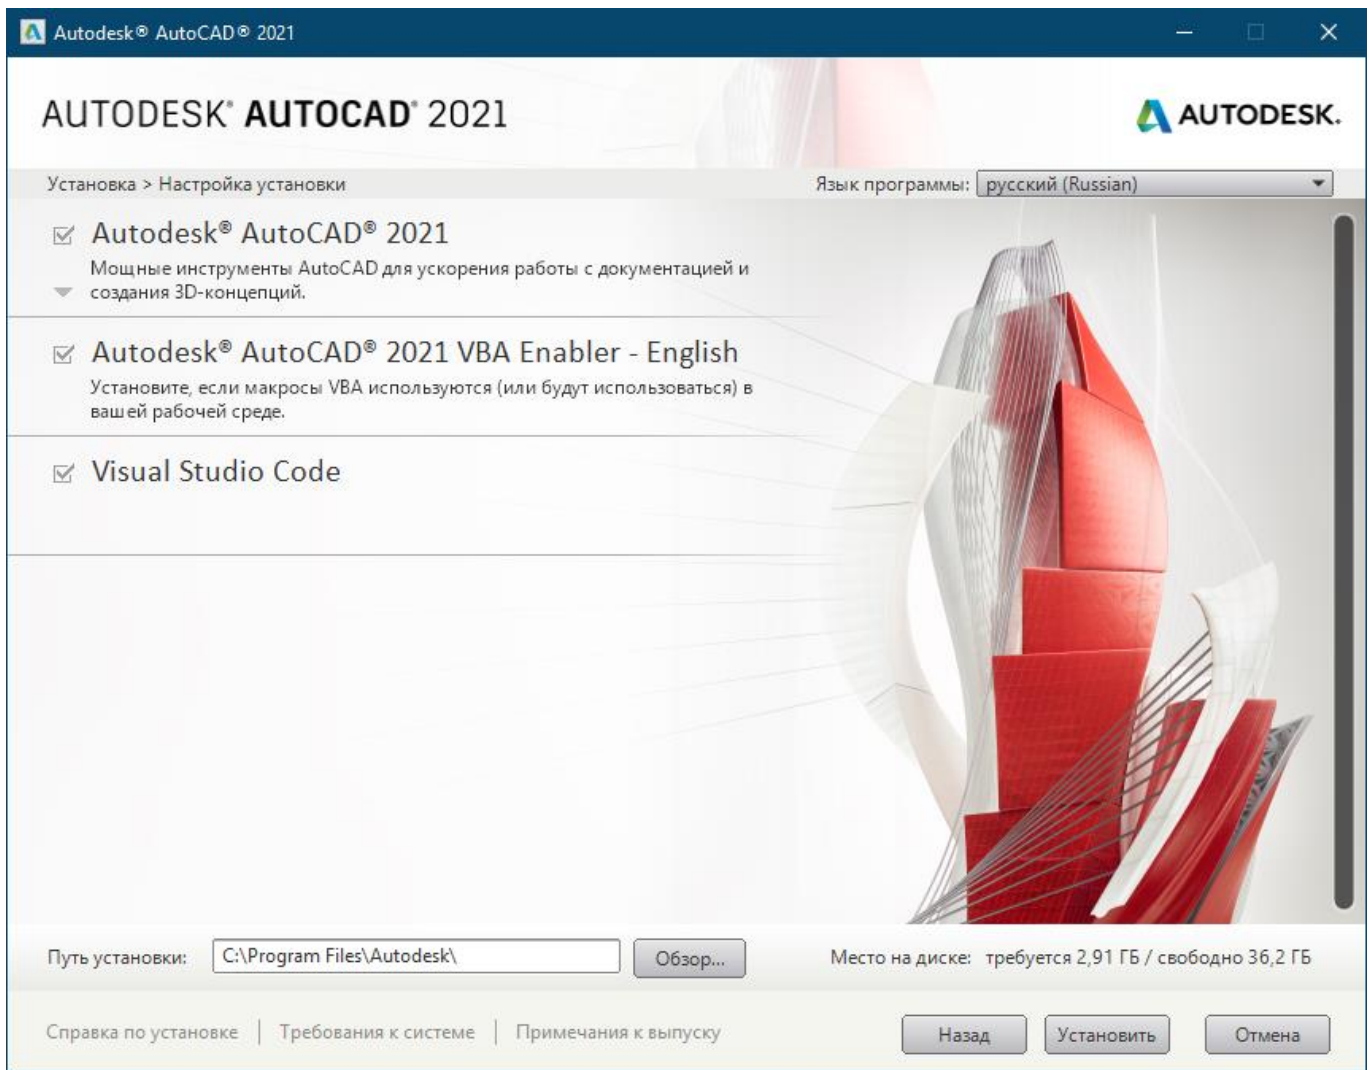 Autodesk® AutoCAD® 2021
AUTODESK® AUTOCAD® 2021
AUTODESK.
Установка > Настройка установки
Язык программы: русский (Russian)
Autodesk® AutoCAD® 2021
Мощные инструменты AutoCAD для ускорения работы с документацией и
создания 3D-концепций.
Autodesk® AutoCAD® 2021 VBA Enabler - English
Установите, если макросы VBA используются (или будут использоваться) в
вашей рабочей среде.
Visual Studio Code
Путь установки: C:\Program Files\Autodesk\ Обзор... Место на диске: требуется 2,91 ГБ / свободно 36,2 ГБ
Справка по установке | Требования к системе | Примечания к выпуску Назад Установить Отмена